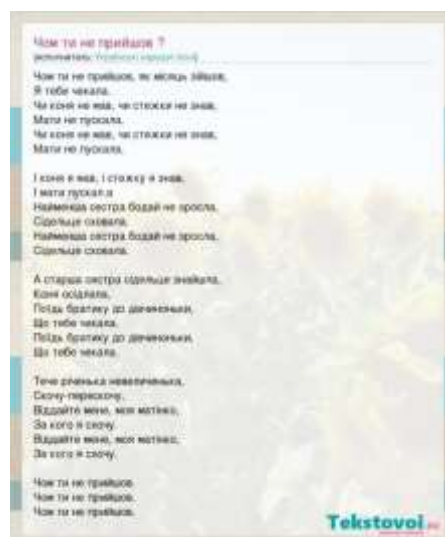 Чом ти не прийшов ?
(исполнитель: Українські народні пісні)
Чом ти не прийшов, як місяць зійшов,
Я тебе чекала.
Чи коня не мав, чи стежки не знав,
Мати не пускала.
Чи коня не мав, чи стежки не знав,
Мати не пускала.
І коня я мав, і стежку я знав,
І мати пускал а
Найменша сестра бодай не зросла,
Сідельце сховала.
Найменша сестра бодай не зросла,
Сідельце сховала.
А старша сестра сідельце знайшла,
Коня осідлала,
Поїдь братику до дівчиноньки,
Що тебе чекала.
Поїдь братику до дівчиноньки,
Що тебе чекала.
Тече річенька невеличенька,
Скочу-перескочу,
Віддайте мене, моя матінко,
За кого я схочу.
Віддайте мене, моя матінко,
За кого я схочу.
Чом ти не прийшов.
Чом ти не прийшов.
Чом ти не прийшов.
Tekstovoi